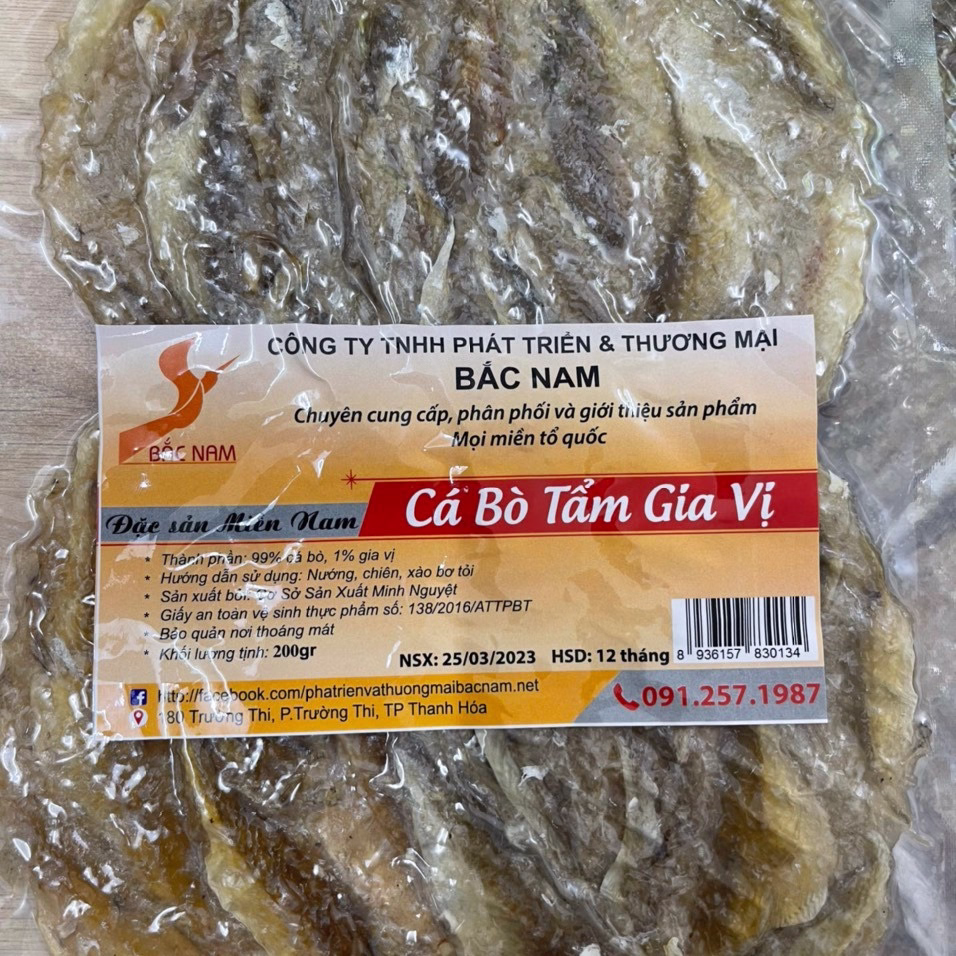 CÔNG TY TNHH PHÁT TRIỂN & THƯƠNG MẠI
BẮC NAM
Chuyên cung cấp, phân phối và giới thiệu sản phẩm
Mọi miền tổ quốc
BẮC NAM
Đặc sản Miền Nam
Cá Bò Tẩm Gia Vị
* Thành phần: 99% cá bò, 1% gia vị
* Hướng dẫn sử dụng: Nướng, chiên, xào bơ tỏi
* Sản xuất bởi: Cơ Sở Sản Xuất Minh Nguyệt
* Giấy an toàn vệ sinh thực phẩm số: 138/2016/ATTPBT
* Bảo quản nơi thoáng mát
* Khối lượng tịnh: 200gr
NSX: 25/03/2023 HSD: 12 tháng
8 936157 830134
http://facebook.com/phatrienvathuongmaibacnam.net
180 Trường Thi, P.Trường Thi, TP Thanh Hóa
091.257.1987